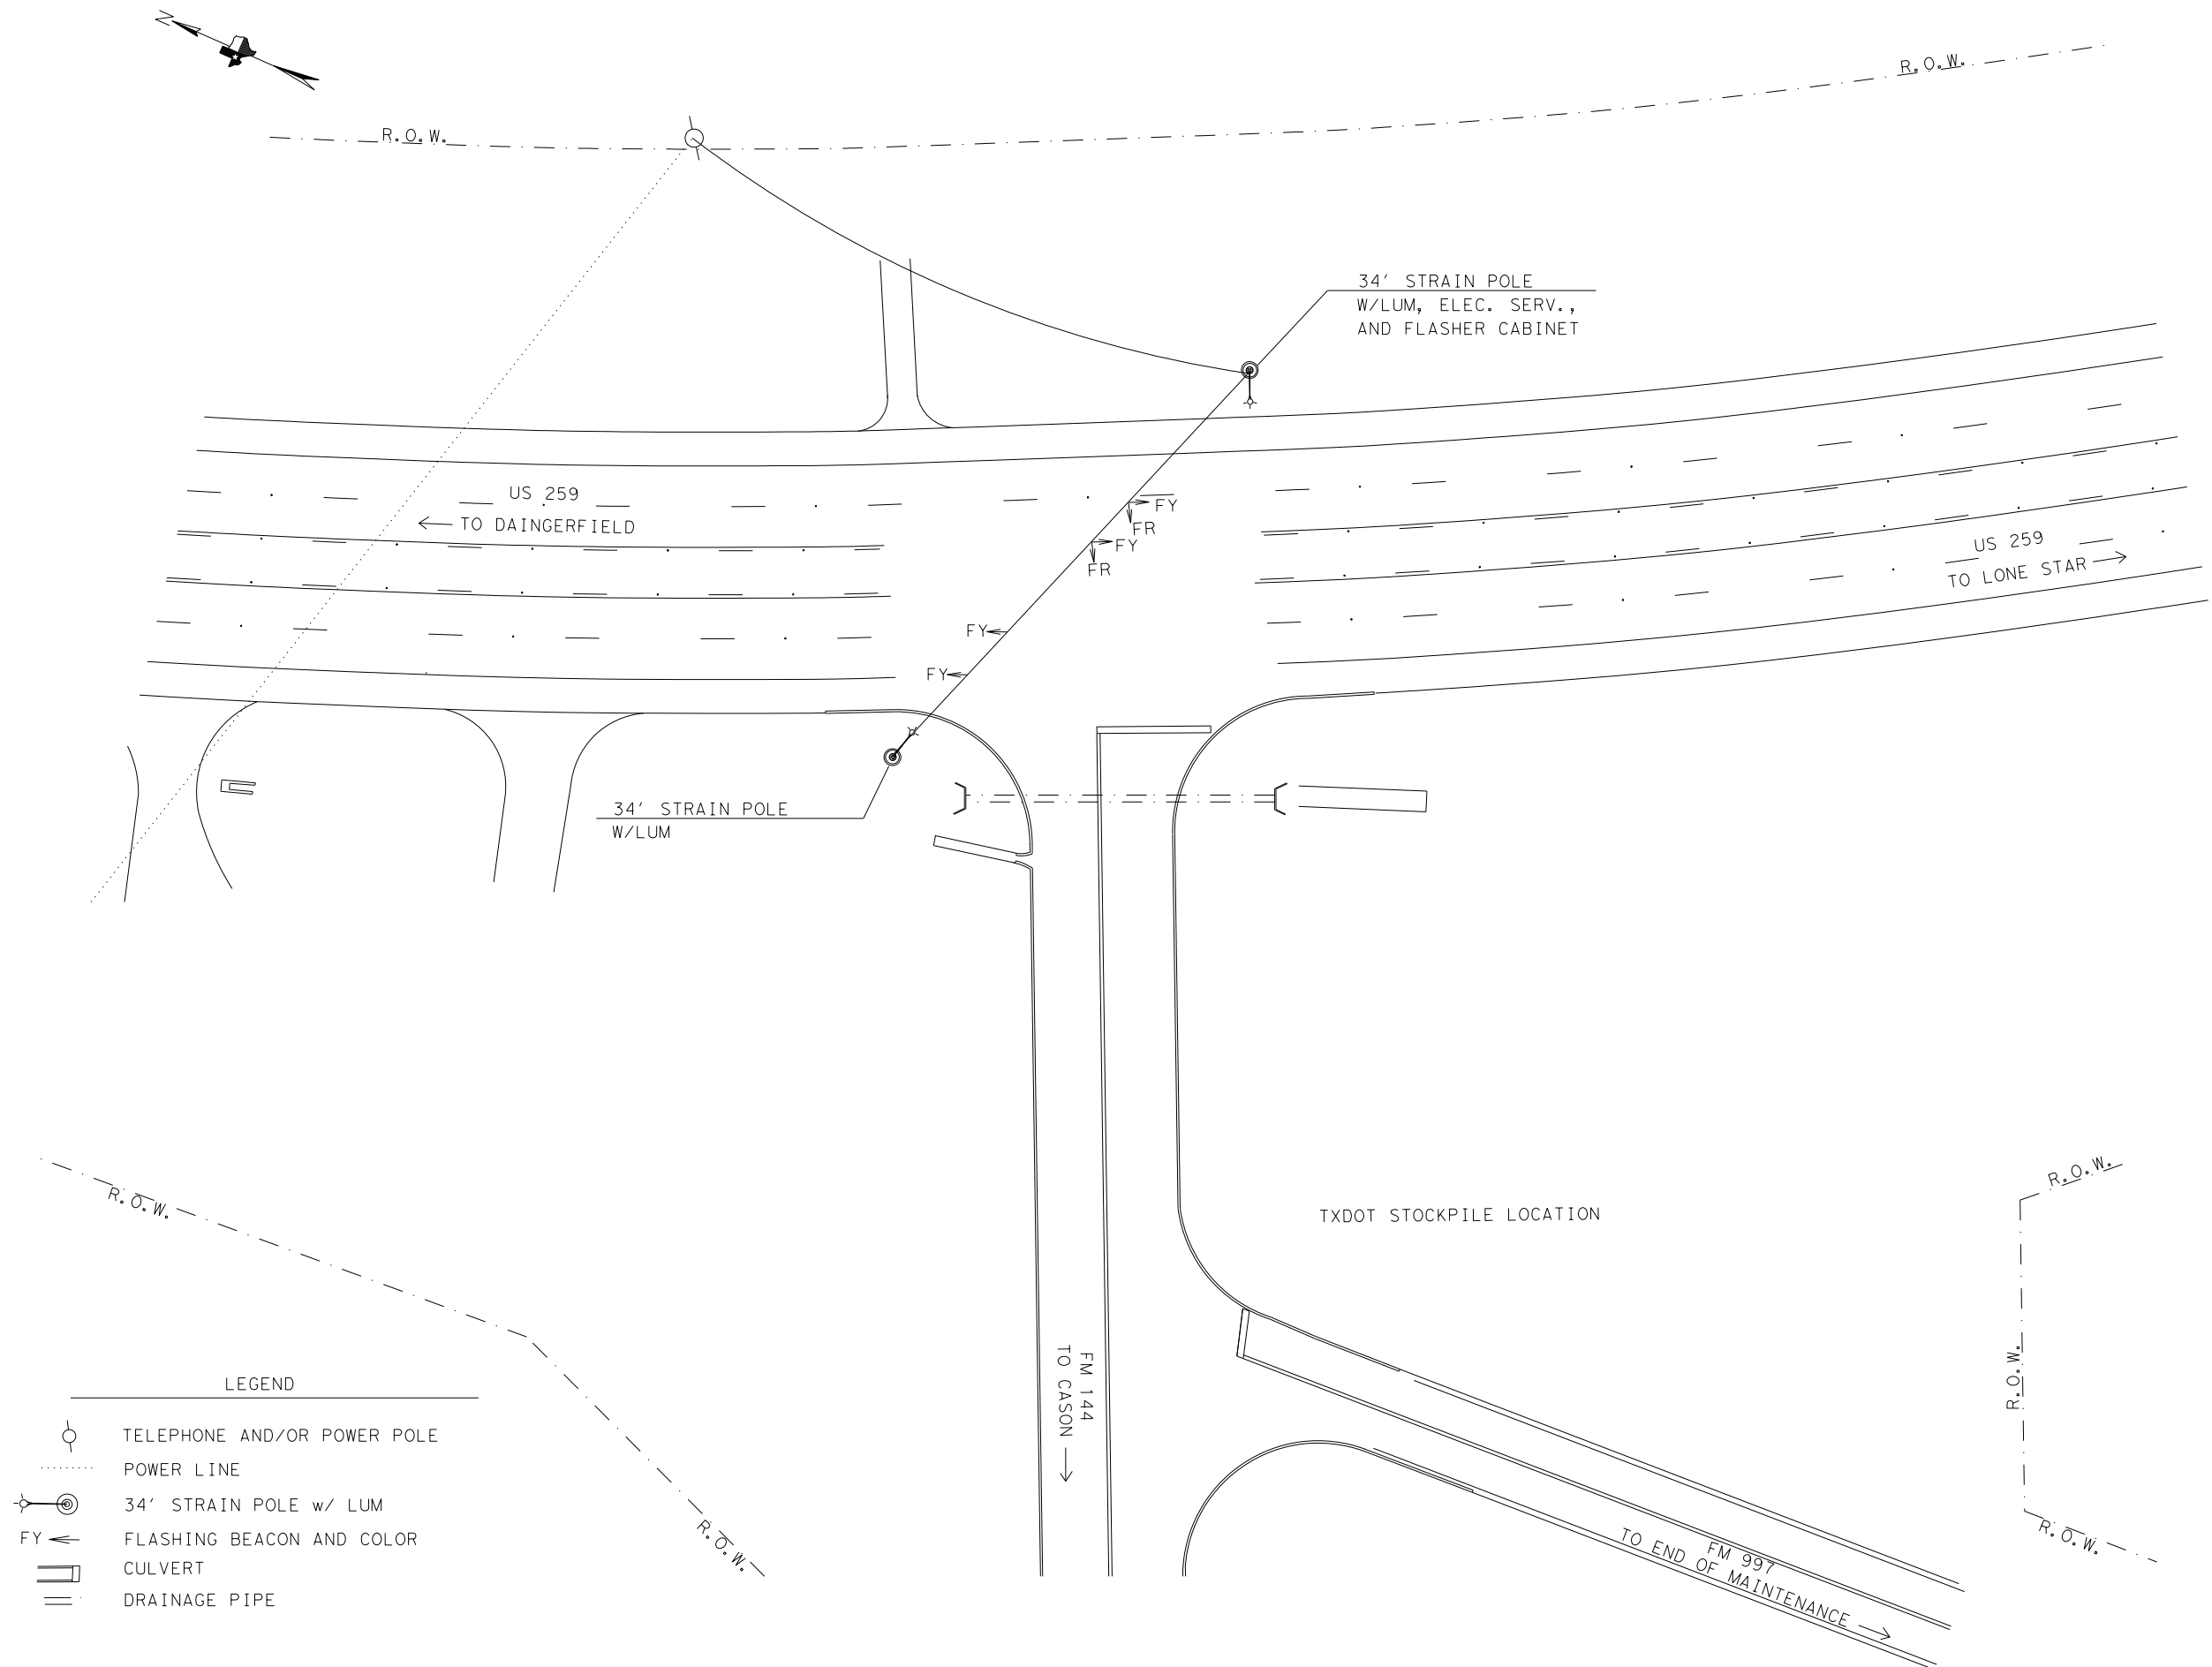 N
R.O.W.
R.O.W.
34' STRAIN POLE
W/LUM, ELEC. SERV.,
AND FLASHER CABINET
US 259
TO DAINGERFIELD
FY
FR
FY
FR
US 259
TO LONE STAR
FY
FY
34' STRAIN POLE
W/LUM
R.O.W.
R.O.W.
TXDOT STOCKPILE LOCATION
R.O.W.
FM 144
TO CASON
R.O.W.
R.O.W.
FM 997
TO END OF MAINTENANCE
LEGEND
TELEPHONE AND/OR POWER POLE
POWER LINE
34' STRAIN POLE w/ LUM
FY
FLASHING BEACON AND COLOR
CULVERT
DRAINAGE PIPE